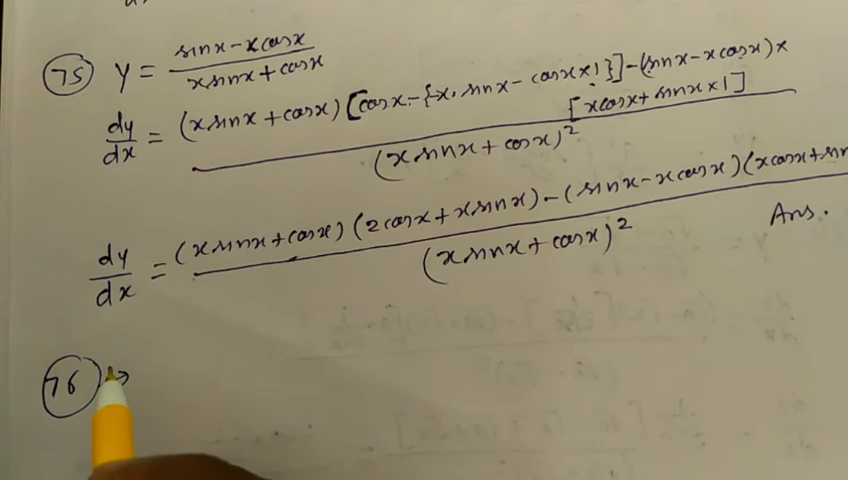 75 y = sinx - xcosx / xsinx + cosx
dy/dx = (xsinx + cosx) [cosx - {-x. sinx - cosx×1}] - (sinx - xcosx) ×
[xcosx + sinx×1]
(xsinx + cosx)²
dy/dx = (xsinx + cosx) (2cosx + xsinx) - (sinx - xcosx) (xcosx + sin
(xsinx + cosx)² Ans.
76